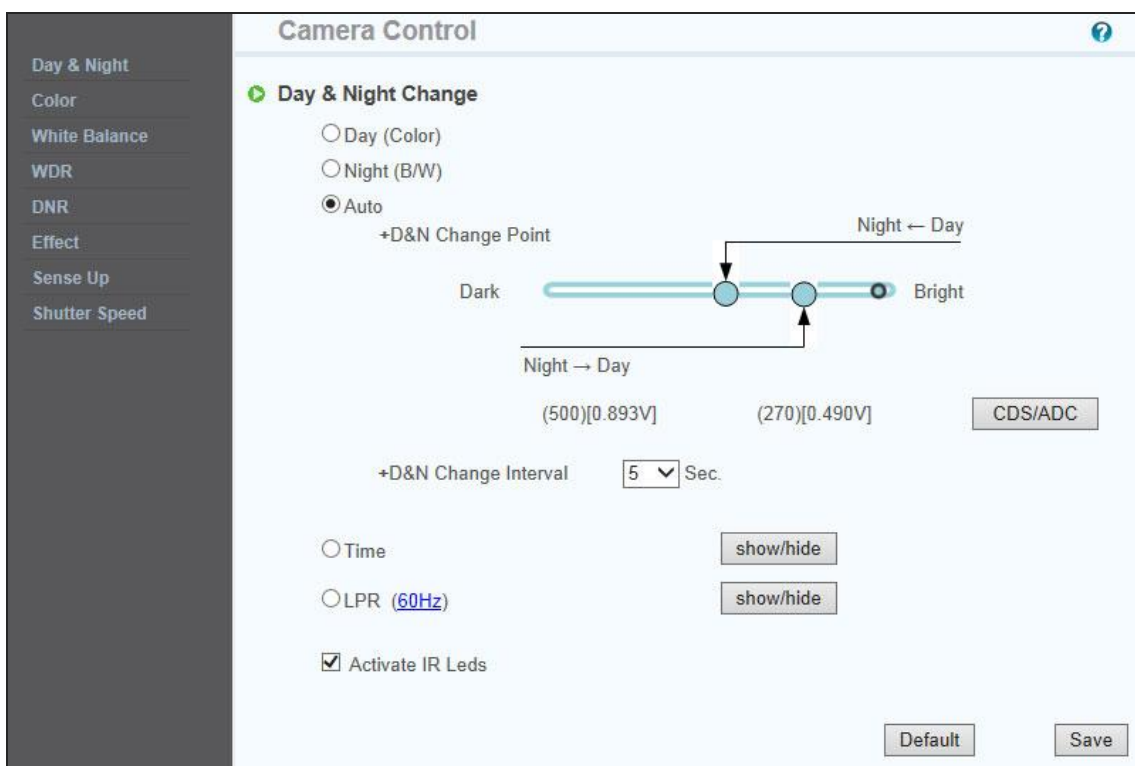 Camera Control
?
Day & Night
Color
White Balance
WDR
DNR
Effect
Sense Up
Shutter Speed
Day & Night Change
Day (Color)
Night (B/W)
Auto
+D&N Change Point
Night ← Day
Dark
Bright
Night → Day
(500)[0.893V] (270)[0.490V] CDS/ADC
+D&N Change Interval 5 Sec.
Time show/hide
LPR (60Hz) show/hide
Activate IR Leds
Default Save